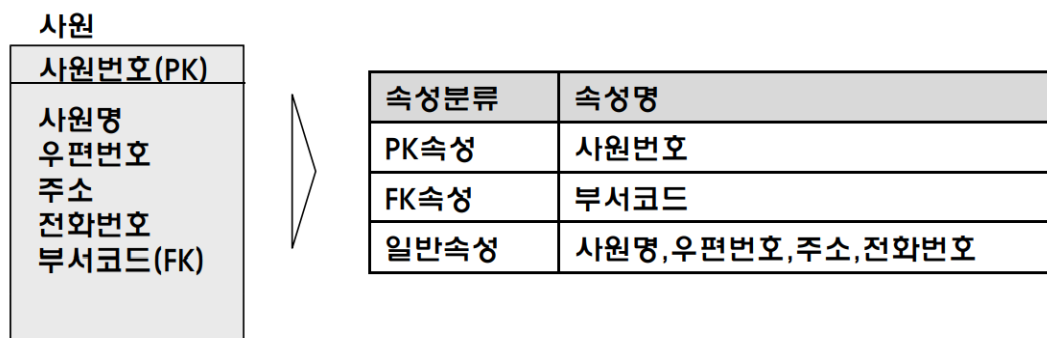 사원
사원번호(PK)
사원명
우편번호
주소
전화번호
부서코드(FK)
속성분류 속성명
PK속성 사원번호
FK속성 부서코드
일반속성 사원명,우편번호,주소,전화번호